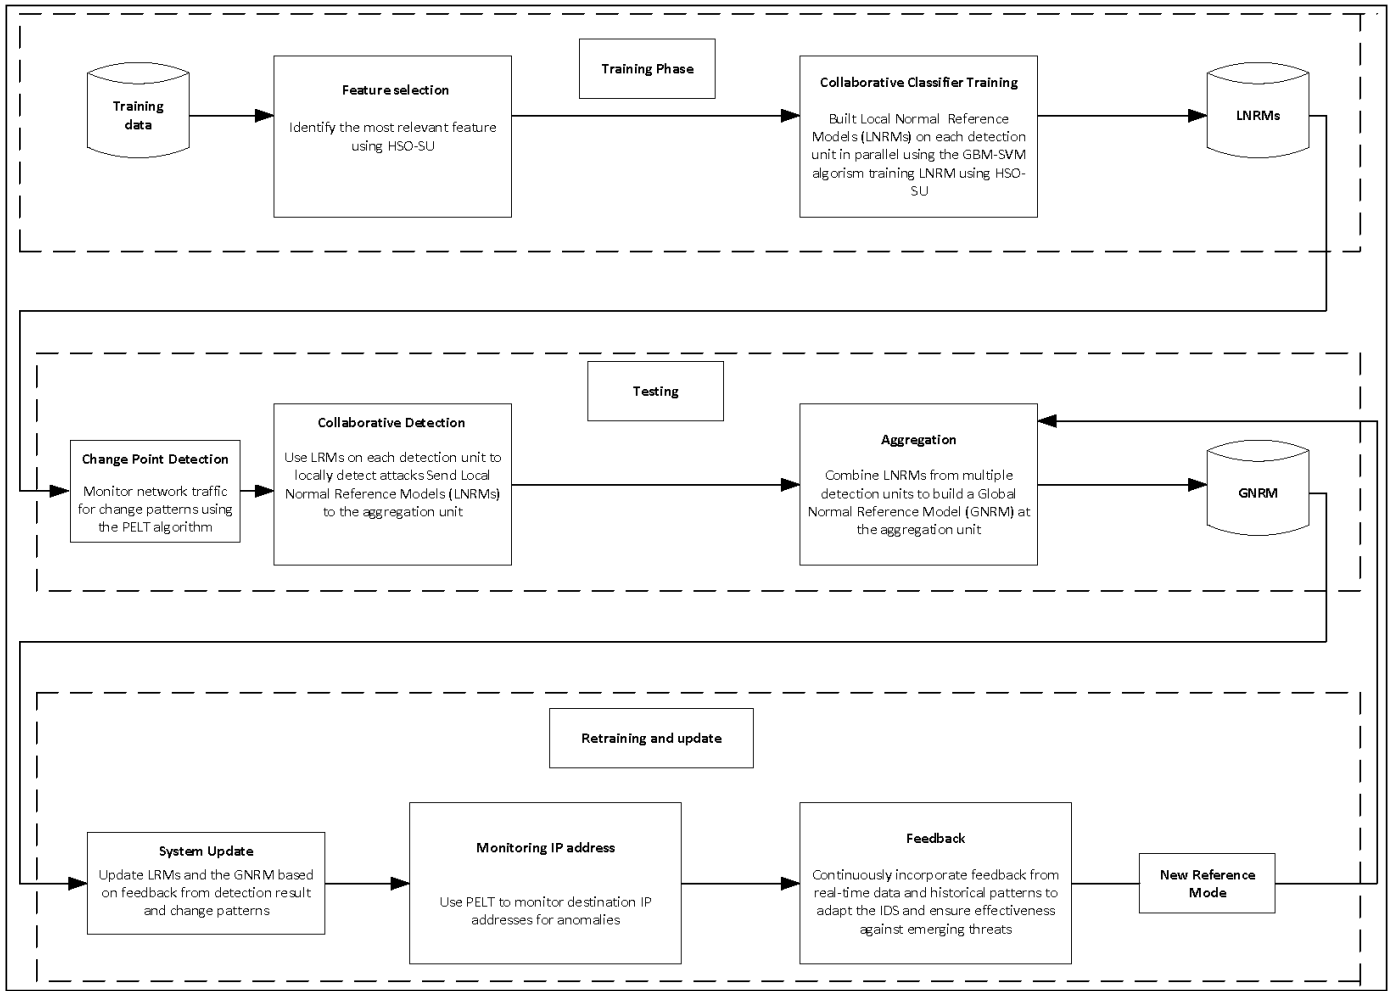 Training Phase
Training
data
Feature selection
Identify the most relevant feature
using HSO-SU
Collaborative Classifier Training
Built Local Normal Reference
Models (LNRMs) on each detection
unit in parallel using the GBM-SVM
algorism training LNRM using HSO-
SU
LNRMs
Testing
Change Point Detection
Monitor network traffic
for change patterns using
the PELT algorithm
Collaborative Detection
Use LRMs on each detection unit to
locally detect attacks Send Local
Normal Reference Models (LNRMs)
to the aggregation unit
Aggregation
Combine LNRMs from multiple
detection units to build a Global
Normal Reference Model (GNRM) at
the aggregation unit
GNRM
Retraining and update
System Update
Update LRMs and the GNRM based
on feedback from detection result
and change patterns
Monitoring IP address
Use PELT to monitor destination IP
addresses for anomalies
Feedback
Continuously incorporate feedback from
real-time data and historical patterns to
adapt the IDS and ensure effectiveness
against emerging threats
New Reference
Mode